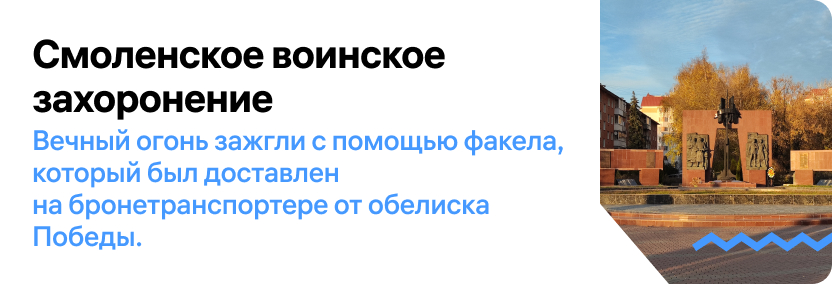 Смоленское воинское
захоронение
Вечный огонь зажгли с помощью факела,
который был доставлен
на бронетранспортере от обелиска
Победы.